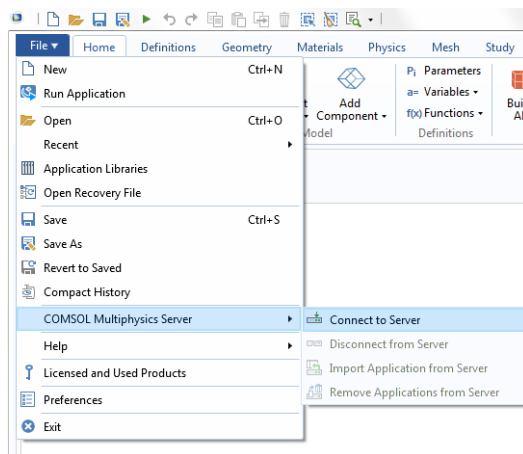 File Home Definitions Geometry Materials Physics Mesh Study
New Ctrl+N
Run Application
Open Ctrl+O
Recent
Application Libraries
Open Recovery File
Save Ctrl+S
Save As
Revert to Saved
Compact History
COMSOL Multiphysics Server
Help
Licensed and Used Products
Preferences
Exit
Add
Component
Model
Pi Parameters
a= Variables
f(x) Functions
Definitions
Connect to Server
Disconnect from Server
Import Application from Server
Remove Applications from Server